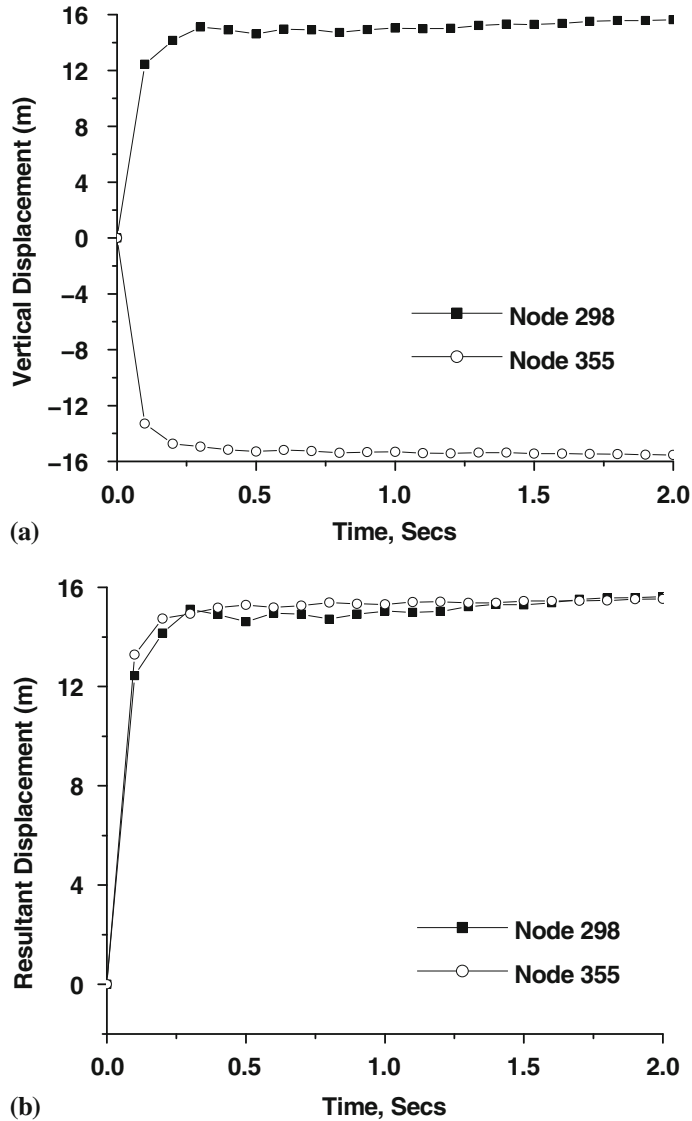 16
12
8
4
0
−4
−8
−12
−16
Vertical Displacement (m)
Node 298
Node 355
0.0 0.5 1.0 1.5 2.0
(a) Time, Secs
16
12
8
4
0
Resultant Displacement (m)
Node 298
Node 355
0.0 0.5 1.0 1.5 2.0
(b) Time, Secs